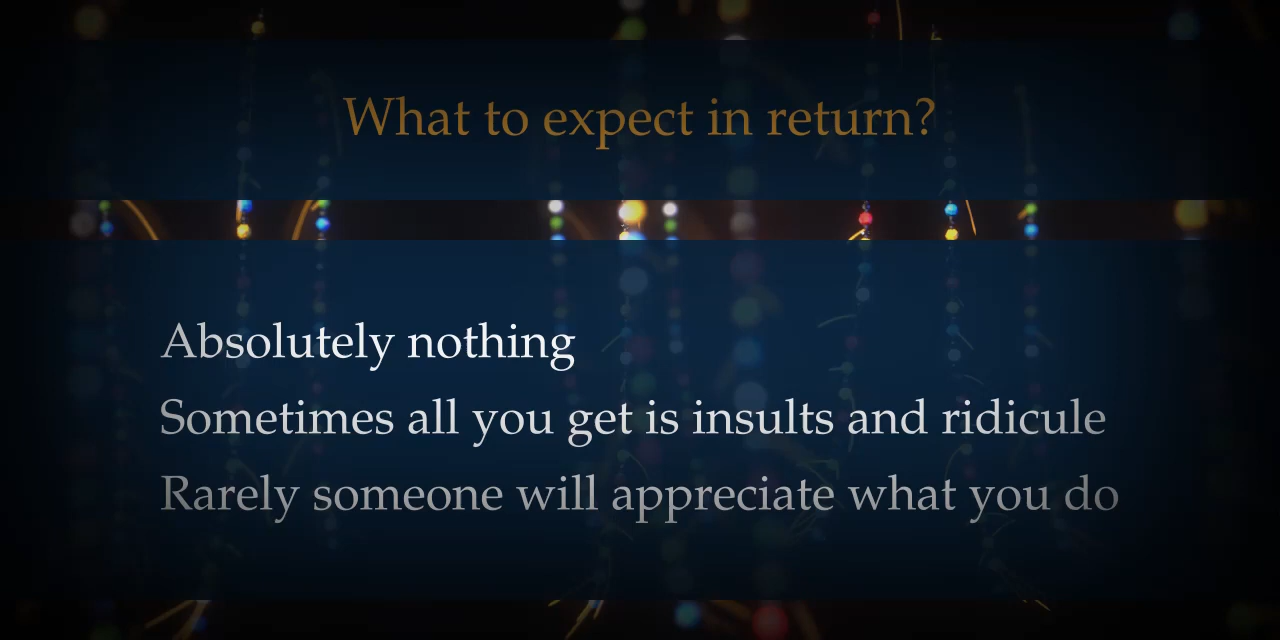 What to expect in return?
Absolutely nothing
Sometimes all you get is insults and ridicule
Rarely someone will appreciate what you do